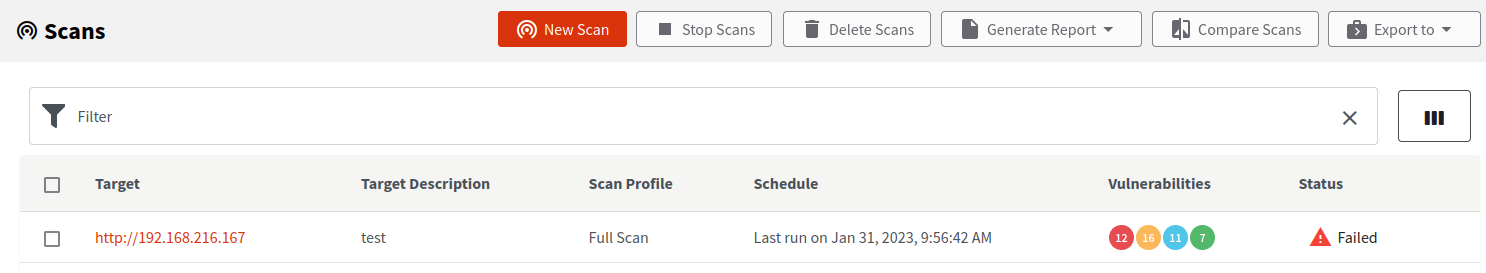 Scans
New Scan
Stop Scans
Delete Scans
Generate Report
Compare Scans
Export to
Filter
Target Target Description Scan Profile Schedule Vulnerabilities Status
http://192.168.216.167 test Full Scan Last run on Jan 31, 2023, 9:56:42 AM 12 16 11 7 Failed